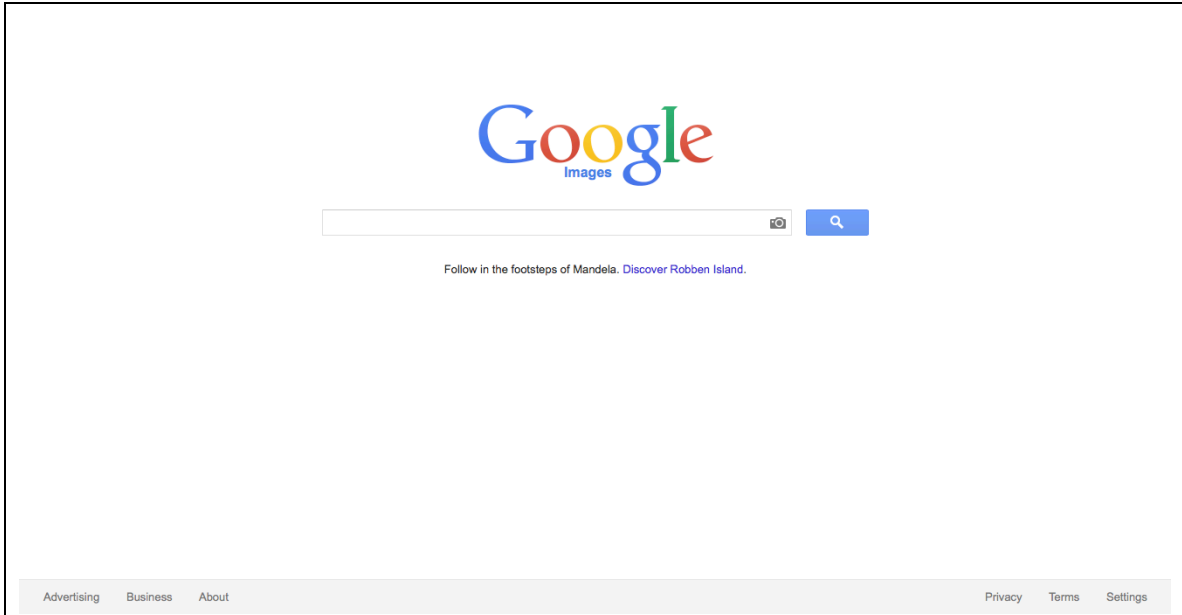 Google
Images
Follow in the footsteps of Mandela. Discover Robben Island.
Advertising Business About Privacy Terms Settings